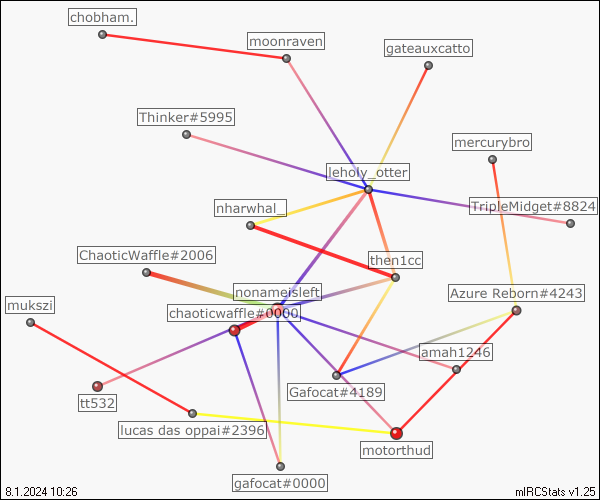 chobham.
moonraven
gateauxcatto
Thinker#5995
mercurybro
leholy_otter
nharwhal_
TripleMidget#8824
ChaoticWaffle#2006
then1cc
nonameisleft
Azure Reborn#4243
mukszi
chaoticwaffle#0000
amah1246
Gafocat#4189
tt532
lucas das oppai#2396
motorthud
gafocat#0000
8.1.2024 10:26
mIRCStats v1.25